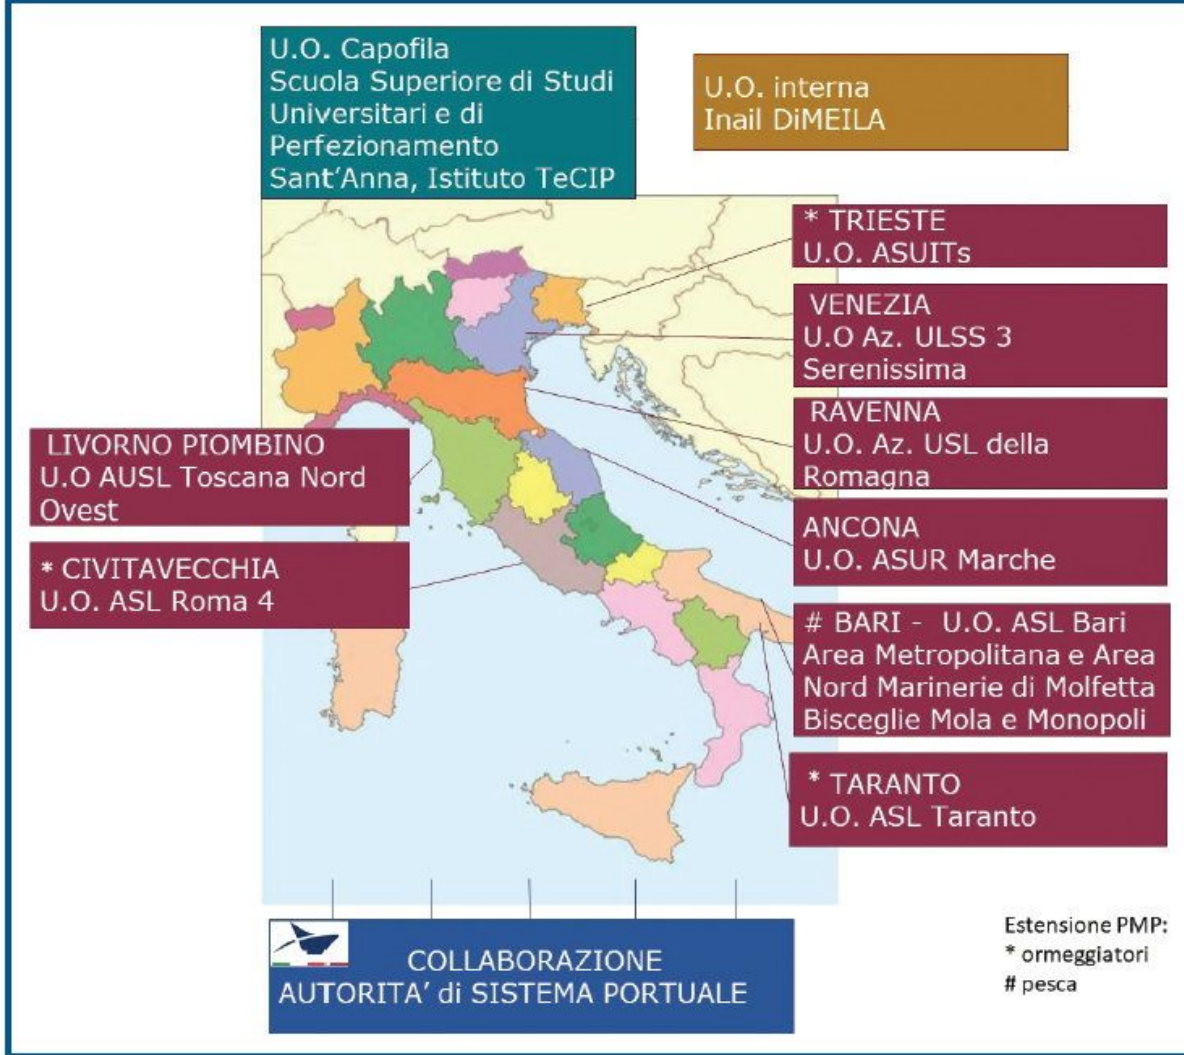 U.O. Capofila
Scuola Superiore di Studi
Universitari e di
Perfezionamento
Sant'Anna, Istituto TeCIP
U.O. interna
Inail DiMEILA
* TRIESTE
U.O. ASUITs
VENEZIA
U.O Az. ULSS 3
Serenissima
RAVENNA
U.O. Az. USL della
Romagna
LIVORNO PIOMBINO
U.O AUSL Toscana Nord
Ovest
ANCONA
U.O. ASUR Marche
* CIVITAVECCHIA
U.O. ASL Roma 4
# BARI - U.O. ASL Bari
Area Metropolitana e Area
Nord Marinerie di Molfetta
Bisceglie Mola e Monopoli
* TARANTO
U.O. ASL Taranto
COLLABORAZIONE
AUTORITA' di SISTEMA PORTUALE
Estensione PMP:
* ormeggiatori
# pesca